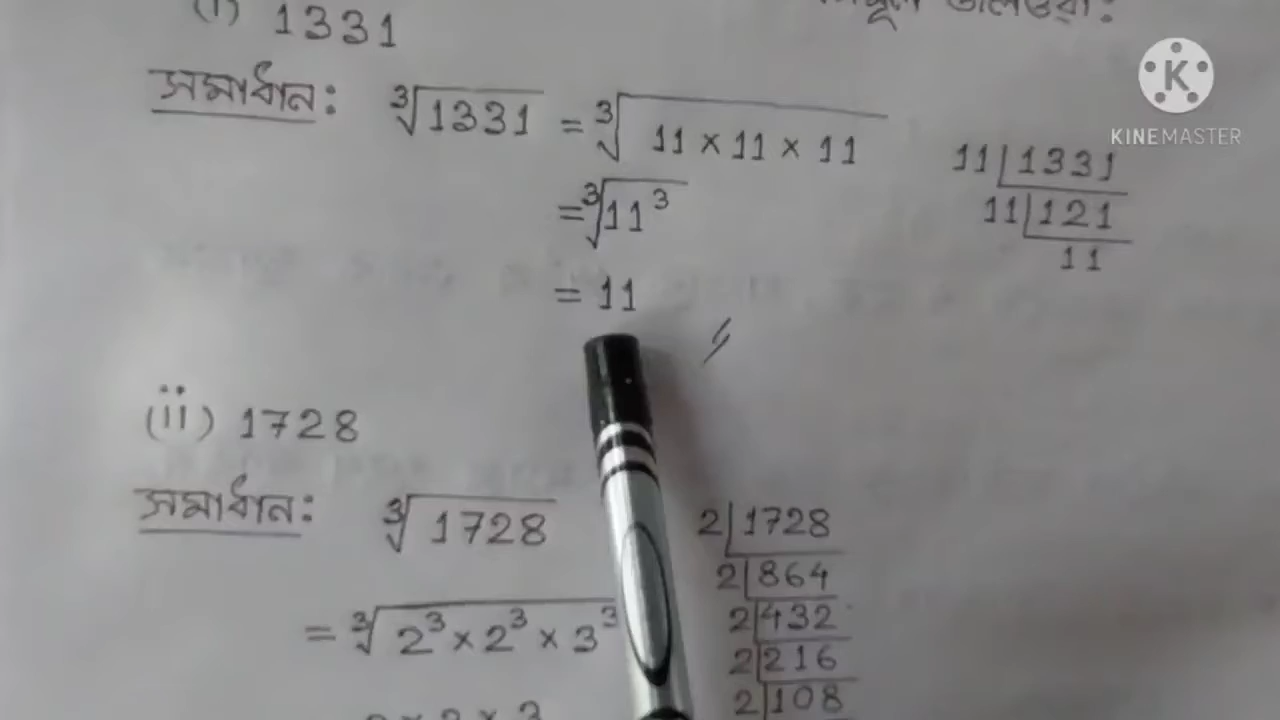 (i) 1331
সমাধান: ∛1331 = ∛11 × 11 × 11
= ∛11³
= 11
11 | 1331
11 | 121
11
(ii) 1728
সমাধান: ∛1728
= ∛2³ × 2³ × 3³
2 | 1728
2 | 864
2 | 432
2 | 216
2 | 108
KINEMASTER